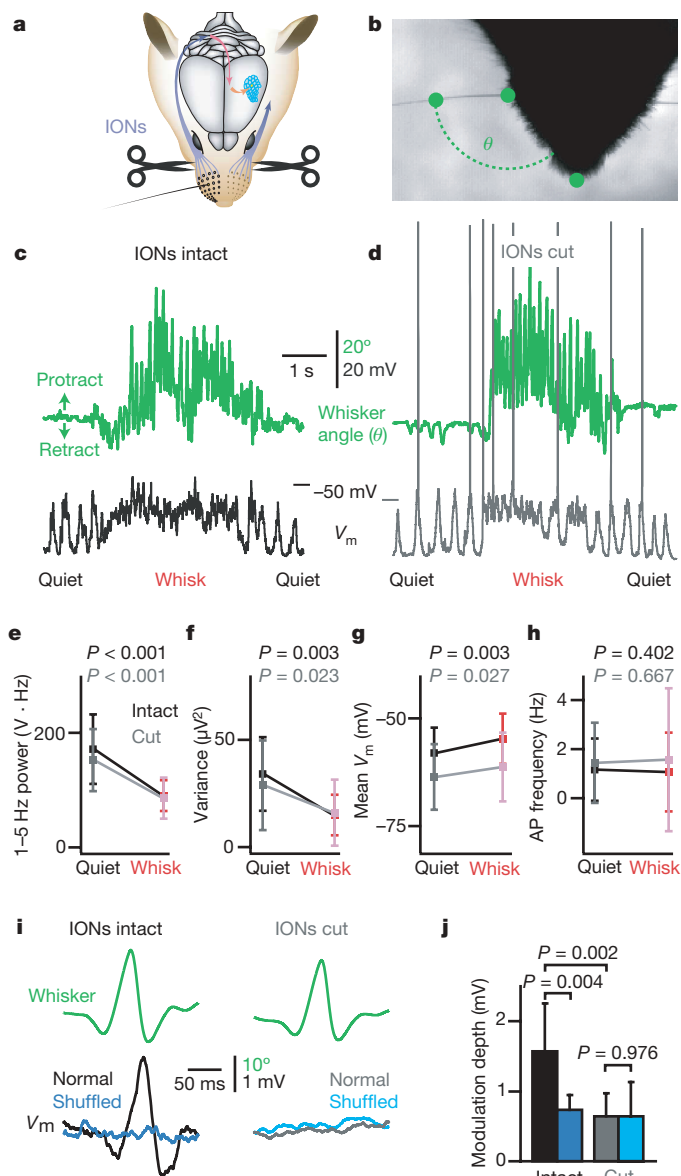 a
IONs
b
θ
c
IONs intact
Protract
Retract
1 s
20°
20 mV
Whisker
angle (θ)
–50 mV
Vm
Quiet
Whisk
Quiet
d
IONs cut
Quiet
Whisk
Quiet
e
P < 0.001
P < 0.001
1–5 Hz power (V · Hz)
200
0
Intact
Cut
Quiet
Whisk
f
P = 0.003
P = 0.023
Variance (µV²)
50
0
Quiet
Whisk
g
P = 0.003
P = 0.027
Mean Vm (mV)
−50
−75
Quiet
Whisk
h
P = 0.402
P = 0.667
AP frequency (Hz)
4
2
0
Quiet
Whisk
i
IONs intact
IONs cut
Whisker
50 ms
10°
1 mV
Normal
Shuffled
Vm
Normal
Shuffled
j
P = 0.002
P = 0.004
P = 0.976
Modulation depth (mV)
2
1
0
Intact
Cut